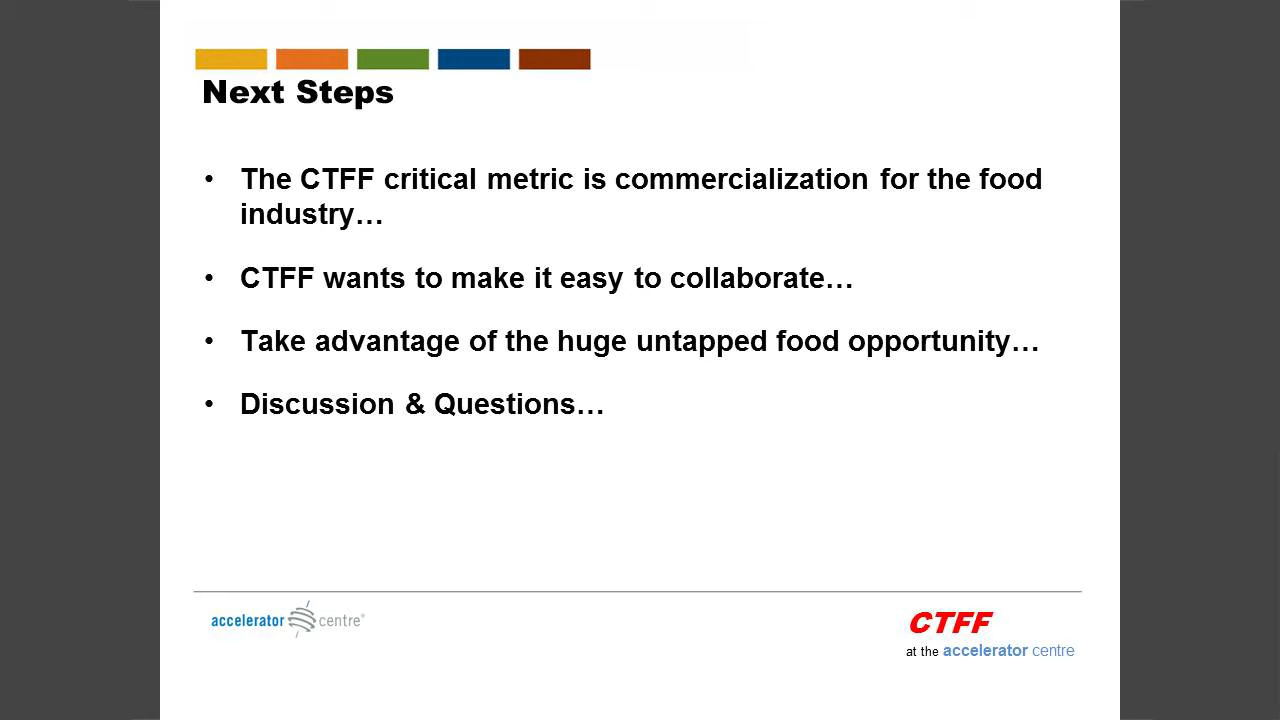 Next Steps
• The CTFF critical metric is commercialization for the food
industry…
• CTFF wants to make it easy to collaborate…
• Take advantage of the huge untapped food opportunity…
• Discussion & Questions…
accelerator centre®
CTFF
at the accelerator centre